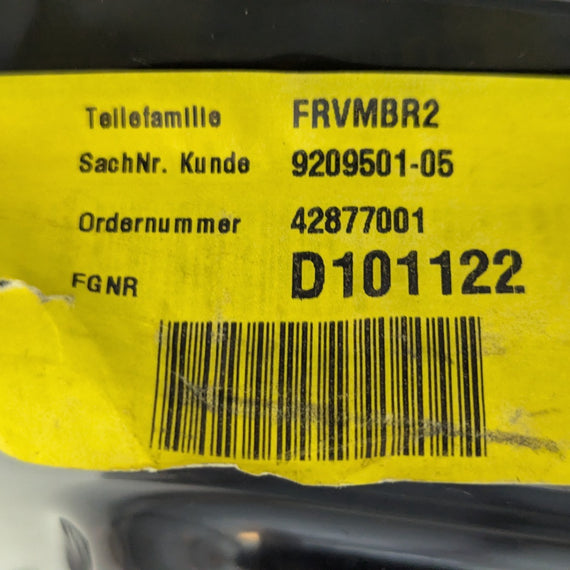 Teilefamilie FRVMBR2
SachNr. Kunde 9209501-05
Ordernummer 42877001
FGNR D101122